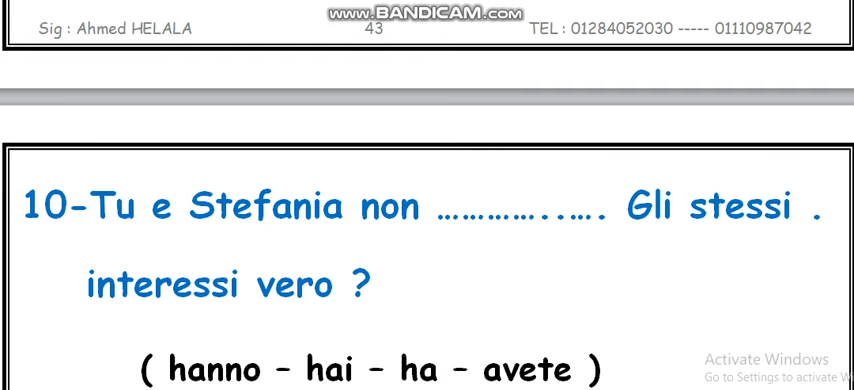 www.BANDICAM.com
Sig : Ahmed HELALA 43 TEL : 01284052030 ----- 01110987042
10-Tu e Stefania non …………..…. Gli stessi .
interessi vero ?
( hanno – hai – ha – avete )
Activate Windows
Go to Settings to activate W